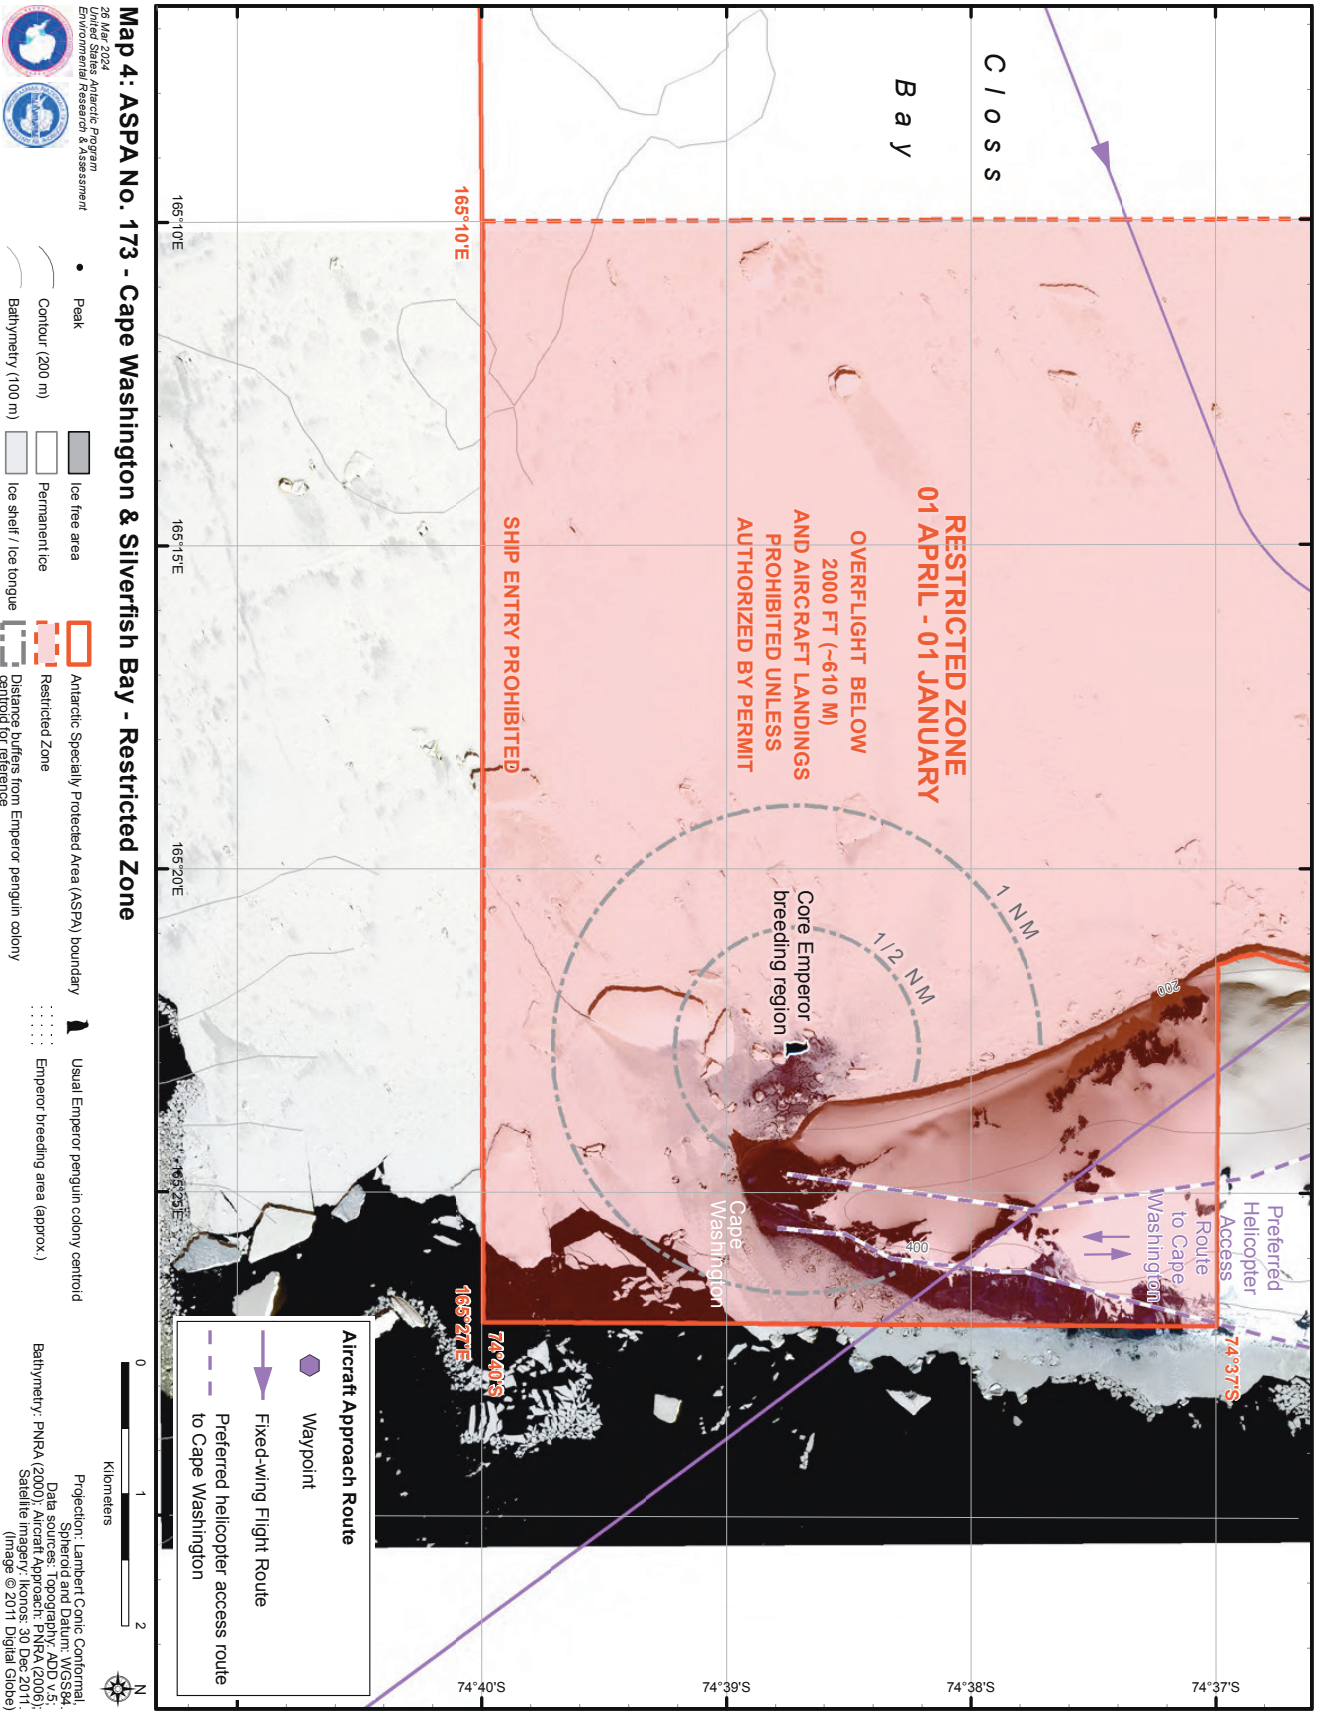 Closs
Bay
165°10'E
RESTRICTED ZONE
01 APRIL - 01 JANUARY
OVERFLIGHT BELOW
2000 FT (~610 M)
AND AIRCRAFT LANDINGS
PROHIBITED UNLESS
AUTHORIZED BY PERMIT
SHIP ENTRY PROHIBITED
1 NM
1/2 NM
Core Emperor
breeding region
200
400
Cape
Washington
Preferred
Helicopter
Access
Route
to Cape
Washington
74°37'S
74°40'S
165°27'E
74°37'S
74°38'S
74°39'S
74°40'S
165°10'E
165°15'E
165°20'E
165°25'E
Aircraft Approach Route
Waypoint
Fixed-wing Flight Route
Preferred helicopter access route
to Cape Washington
Map 4: ASPA No. 173 - Cape Washington & Silverfish Bay - Restricted Zone
26 Mar 2024
United States Antarctic Program
Environmental Research & Assessment
Peak
Contour (200 m)
Bathymetry (100 m)
Ice free area
Permanent ice
Ice shelf / Ice tongue
Antarctic Specially Protected Area (ASPA) boundary
Restricted Zone
Distance buffers from Emperor penguin colony
centroid for reference
Usual Emperor penguin colony centroid
Emperor breeding area (approx.)
0 1 2
Kilometers
N
Projection: Lambert Conic Conformal,
Spheroid and Datum: WGS84.
Data sources: Topography: ADD v.5;
Bathymetry: PNRA (2000); Aircraft Approach: PNRA (2006);
Satellite imagery: Ikonos: 30 Dec 2011.
(Image © 2011 Digital Globe)